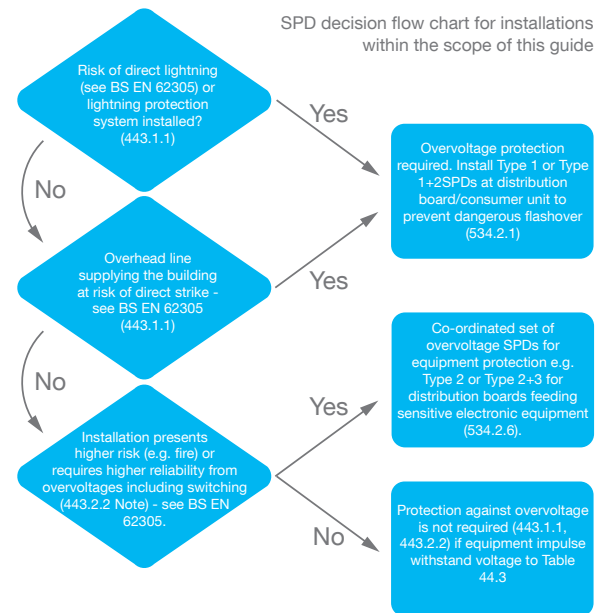 SPD decision flow chart for installations
within the scope of this guide
Risk of direct lightning
(see BS EN 62305) or
lightning protection
system installed?
(443.1.1)
Yes
No
Overvoltage protection
required. Install Type 1 or Type
1+2SPDs at distribution
board/consumer unit to
prevent dangerous flashover
(534.2.1)
Overhead line
supplying the building
at risk of direct strike -
see BS EN 62305
(443.1.1)
Yes
No
Co-ordinated set of
overvoltage SPDs for
equipment protection e.g.
Type 2 or Type 2+3 for
distribution boards feeding
sensitive electronic equipment
(534.2.6).
Installation presents
higher risk (e.g. fire) or
requires higher reliability from
overvoltages including switching
(443.2.2 Note) - see BS EN
62305.
Yes
No
Protection against overvoltage
is not required (443.1.1,
443.2.2) if equipment impulse
withstand voltage to Table
44.3